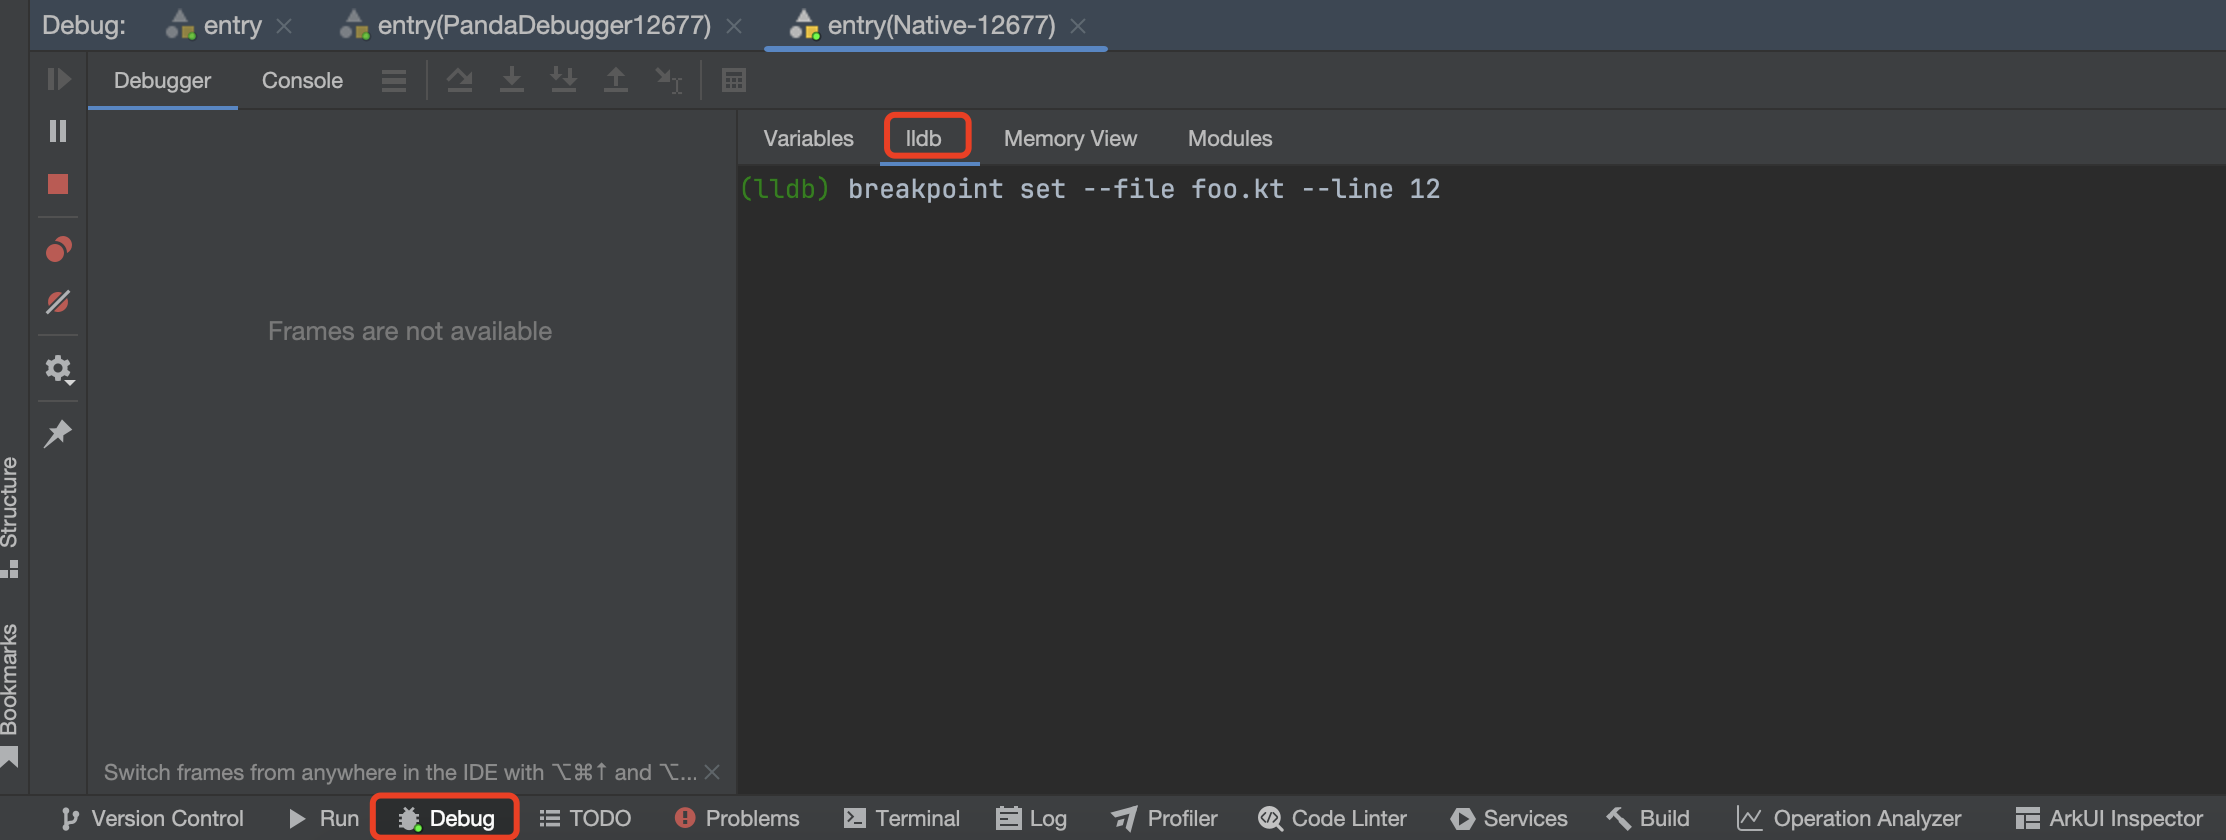 Debug: entry entry(PandaDebugger12677) entry(Native-12677)
Debugger Console
Variables lldb Memory View Modules
(lldb) breakpoint set --file foo.kt --line 12
Frames are not available
Structure
Bookmarks
Switch frames from anywhere in the IDE with ⌥⌘↑ and ⌥...
Version Control Run Debug TODO Problems Terminal Log Profiler Code Linter Services Build Operation Analyzer ArkUI Inspector